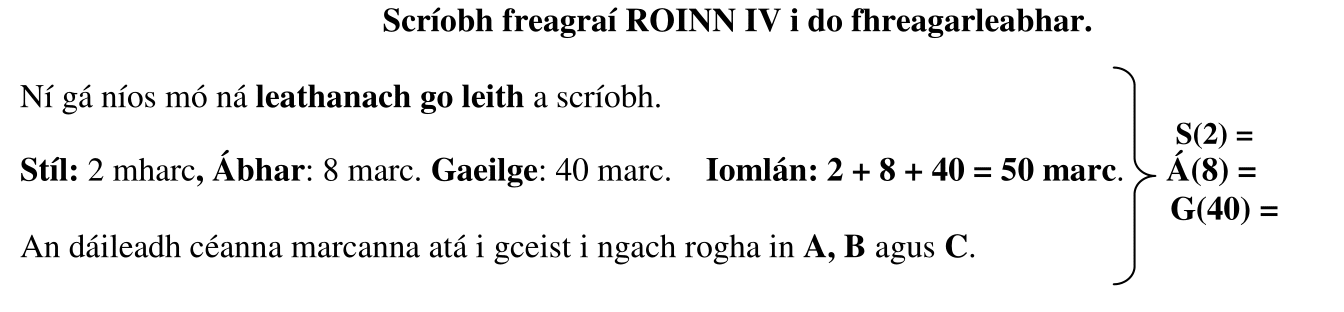 Scríobh freagraí ROINN IV i do fhreagarleabhar.
Ní gá níos mó ná leathanach go leith a scríobh.
S(2) =
Stíl: 2 mharc, Ábhar: 8 marc. Gaeilge: 40 marc. Iomlán: 2 + 8 + 40 = 50 marc. Á(8) =
G(40) =
An dáileadh céanna marcanna atá i gceist i ngach rogha in A, B agus C.